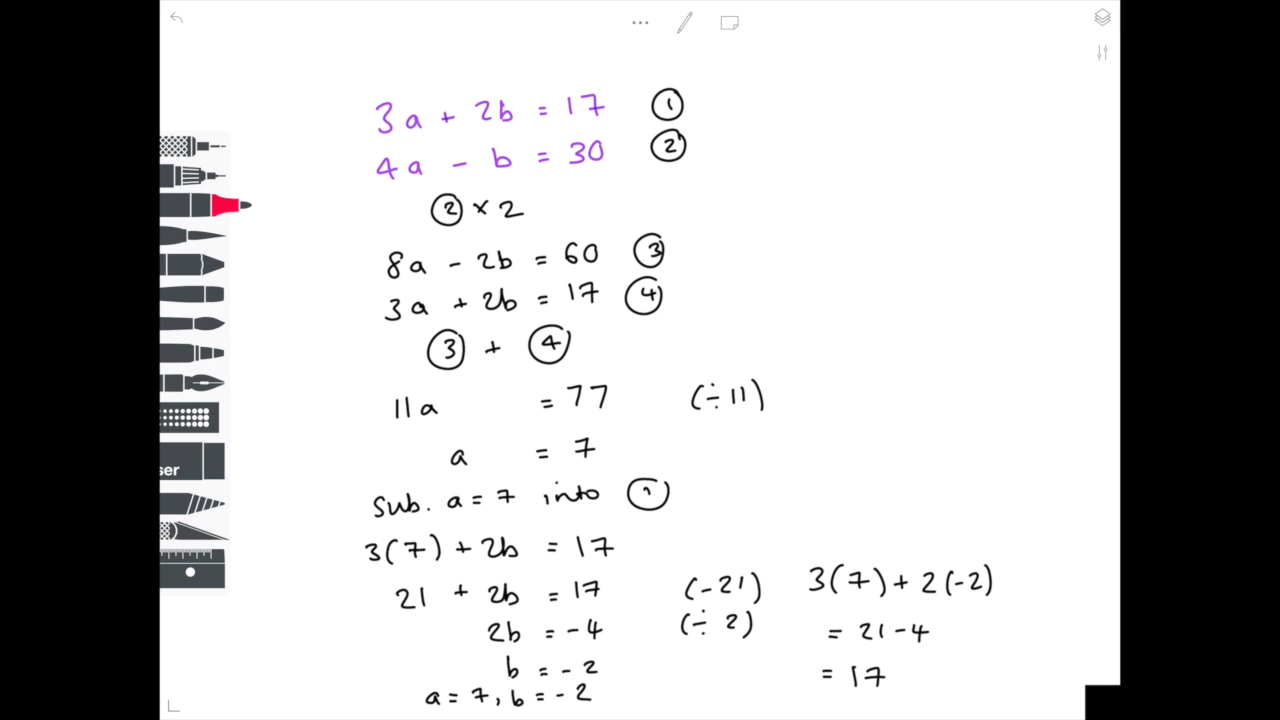 3a + 2b = 17 ①
4a - b = 30 ②
② × 2
8a - 2b = 60 ③
3a + 2b = 17 ④
③ + ④
11a = 77 (÷ 11)
a = 7
ser
Sub. a = 7 into ①
3(7) + 2b = 17
21 + 2b = 17 (-21)
2b = -4 (÷ 2)
b = -2
a = 7, b = -2
3(7) + 2(-2)
= 21 - 4
= 17